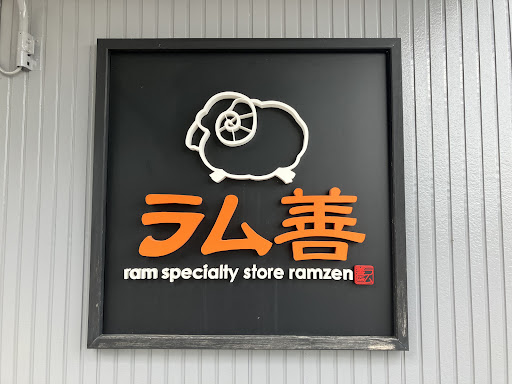 ラム善
ram specialty store ramzen